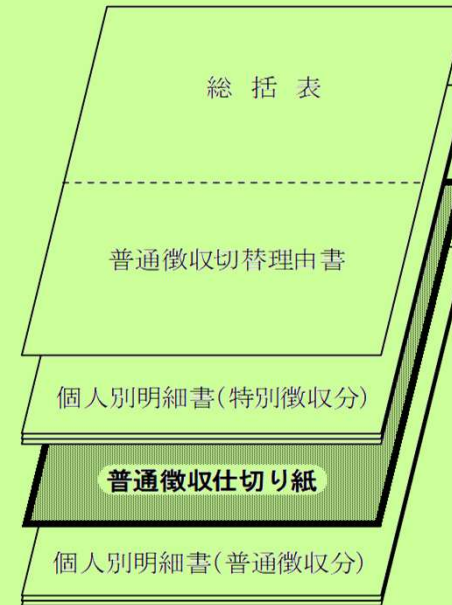 総括表
普通徴収切替理由書
個人別明細書(特別徴収分)
普通徴収仕切り紙
個人別明細書(普通徴収分)